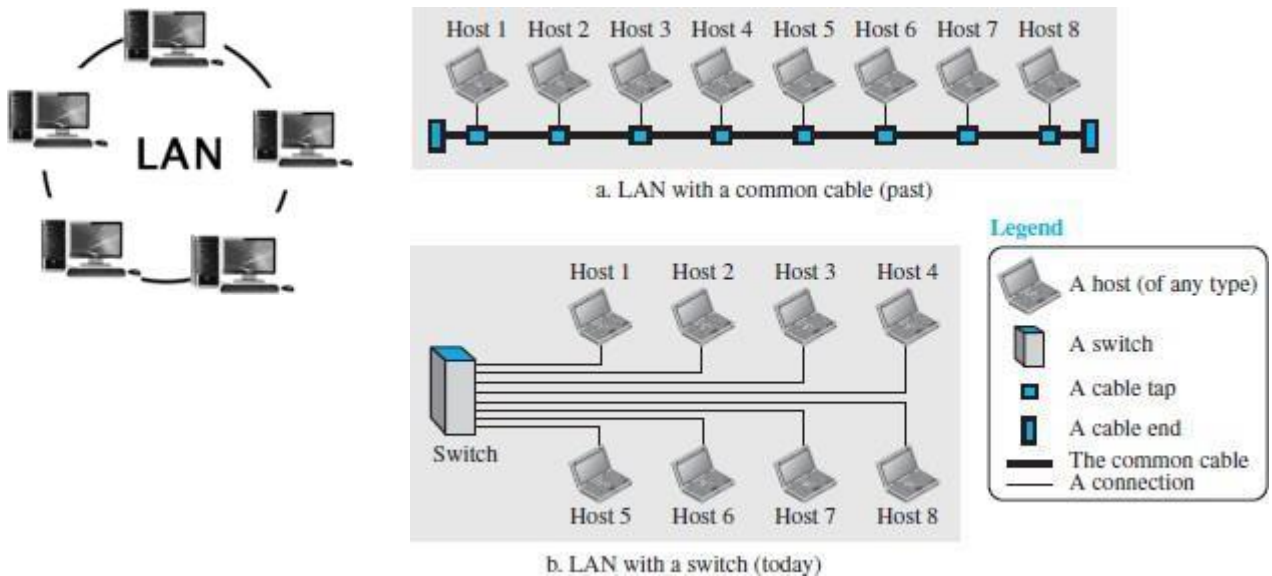 LAN
Host 1 Host 2 Host 3 Host 4 Host 5 Host 6 Host 7 Host 8
a. LAN with a common cable (past)
Host 1 Host 2 Host 3 Host 4
Switch
Host 5 Host 6 Host 7 Host 8
b. LAN with a switch (today)
Legend
A host (of any type)
A switch
A cable tap
A cable end
The common cable
A connection